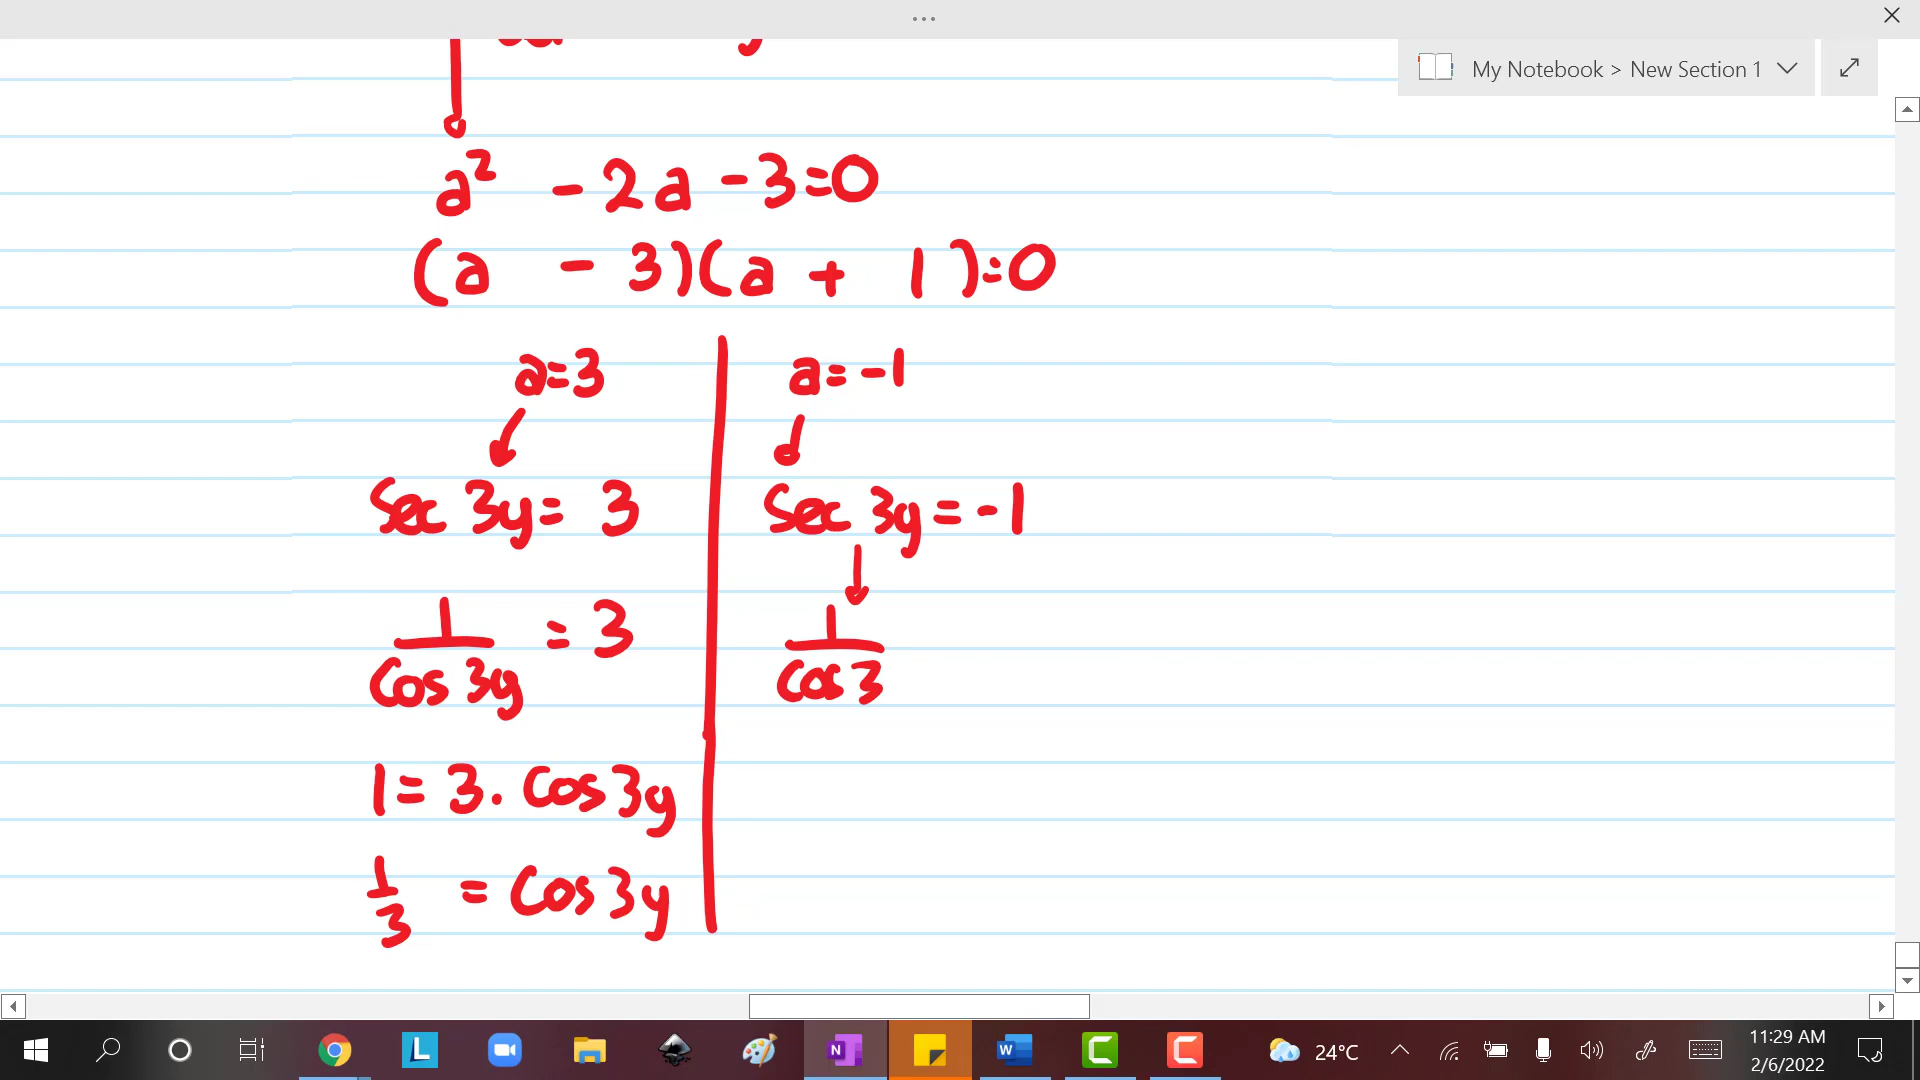 My Notebook > New Section 1
a² - 2a - 3 = 0
(a - 3)(a + 1) = 0
a = 3
a = -1
Sec 3y = 3
Sec 3y = -1
1/Cos 3y = 3
1/Cos 3
1 = 3 . Cos 3y
1/3 = Cos 3y
24°C
11:29 AM
2/6/2022